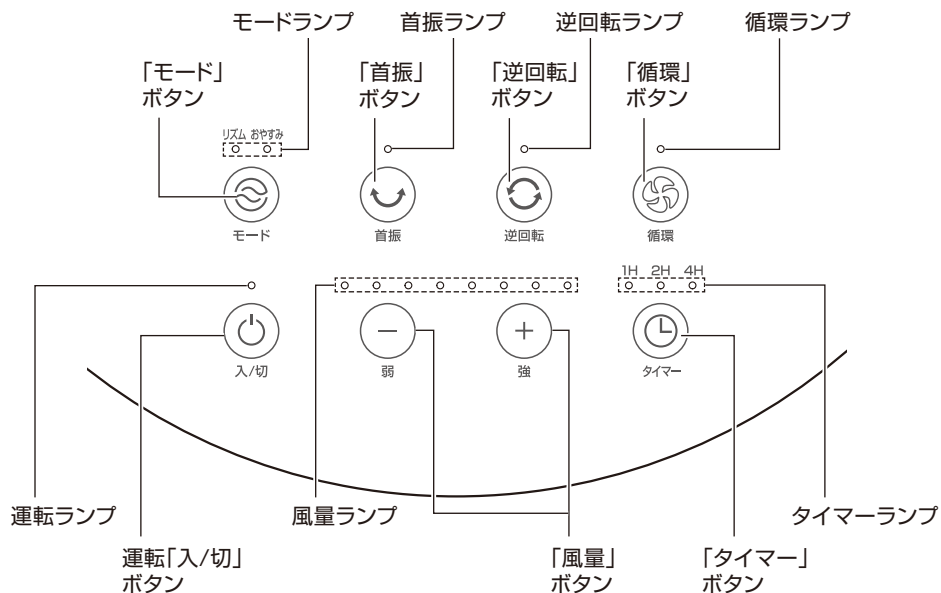 モードランプ
首振ランプ
逆回転ランプ
循環ランプ
「モード」
ボタン
「首振」
ボタン
「逆回転」
ボタン
「循環」
ボタン
リズム おやすみ
モード
首振
逆回転
循環
1H 2H 4H
入/切
弱
強
タイマー
運転ランプ
風量ランプ
タイマーランプ
運転「入/切」
ボタン
「風量」
ボタン
「タイマー」
ボタン